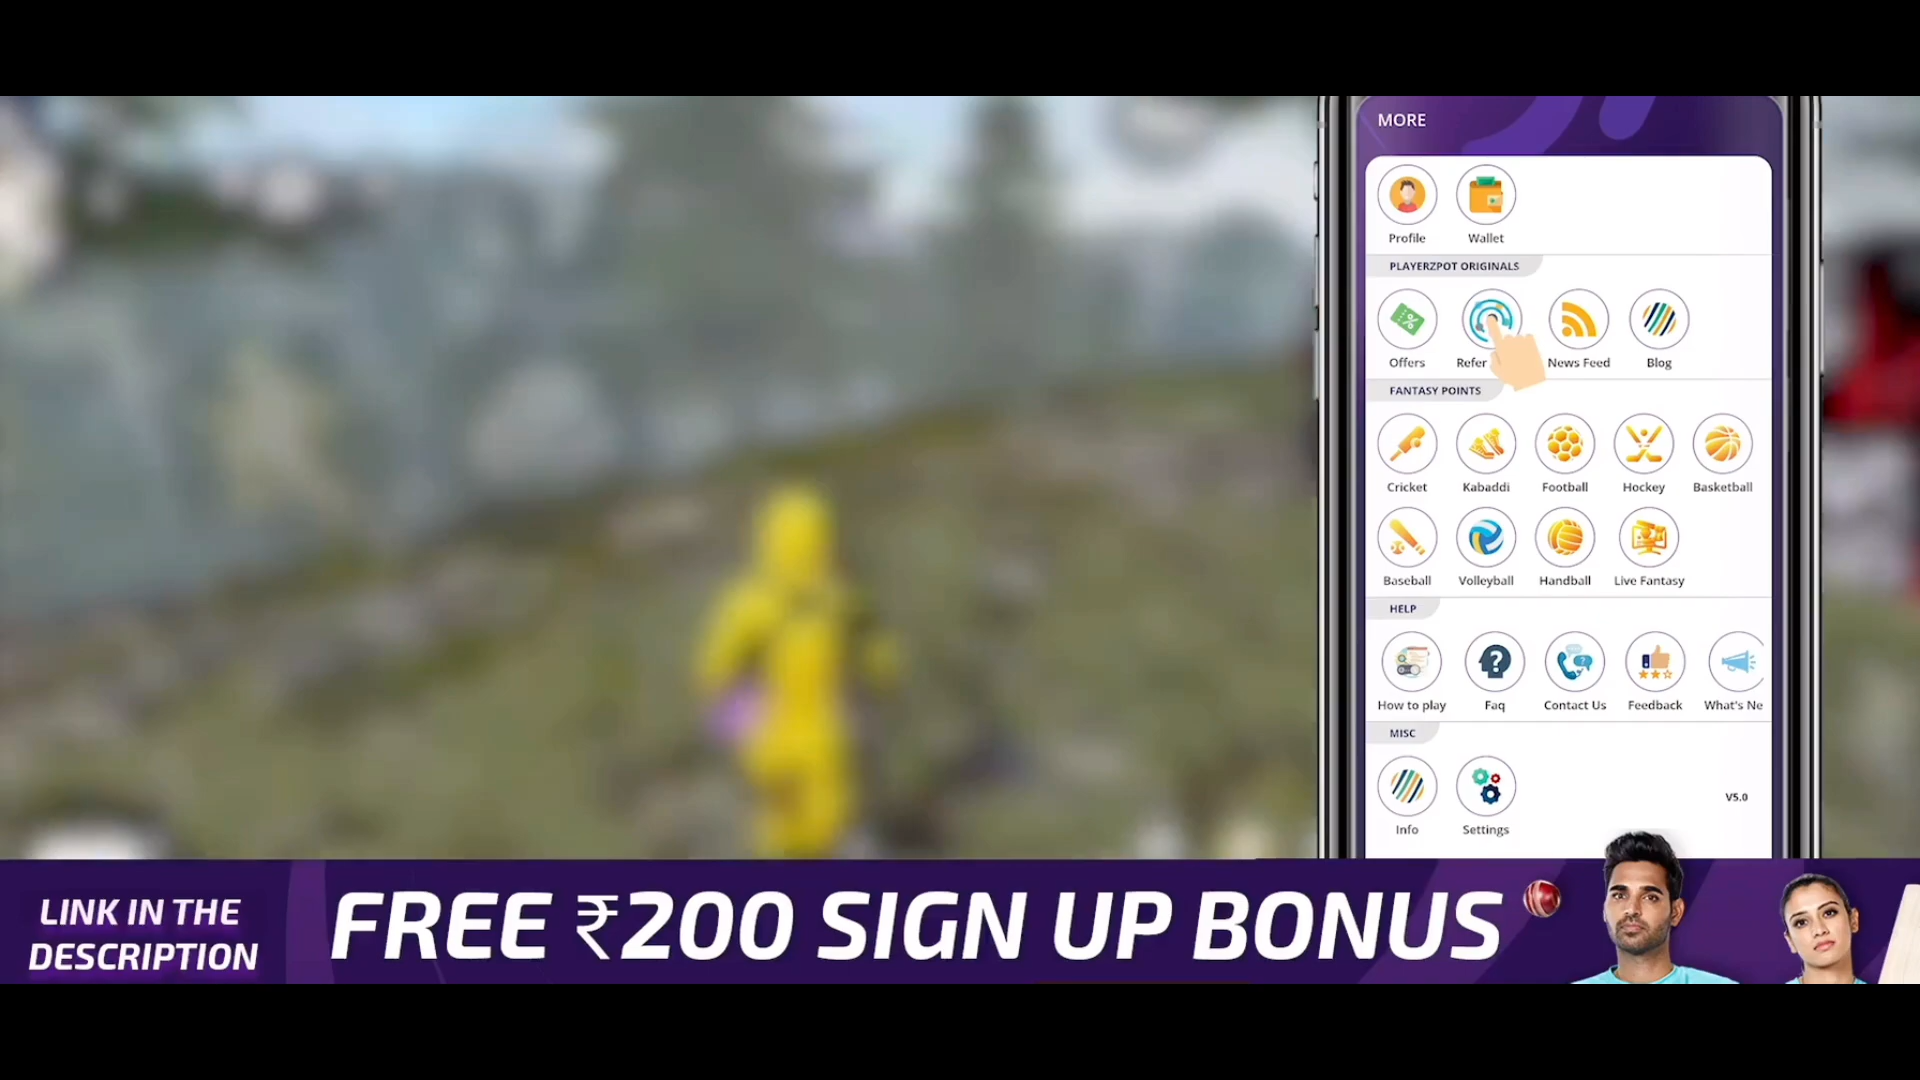 MORE
Profile
Wallet
PLAYERZPOT ORIGINALS
Offers
Refer
News Feed
Blog
FANTASY POINTS
Cricket
Kabaddi
Football
Hockey
Basketball
Baseball
Volleyball
Handball
Live Fantasy
HELP
How to play
Faq
Contact Us
Feedback
What's Ne
MISC
Info
Settings
V5.0
LINK IN THE
DESCRIPTION
FREE ₹200 SIGN UP BONUS